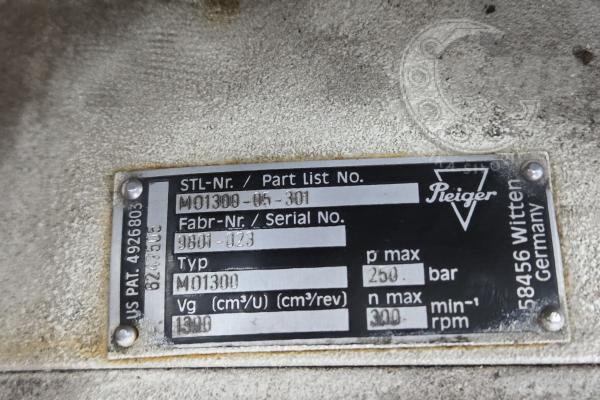 STL-Nr. / Part List No.
M01300-05-301
Fabr-Nr. / Serial No.
9801-023
Typ
M01300
Vg (cm³/U) (cm³/rev)
1300
p max
250 bar
n max
300 min⁻¹
rpm
Reiger
US PAT. 4926803
58456 Witten
Germany